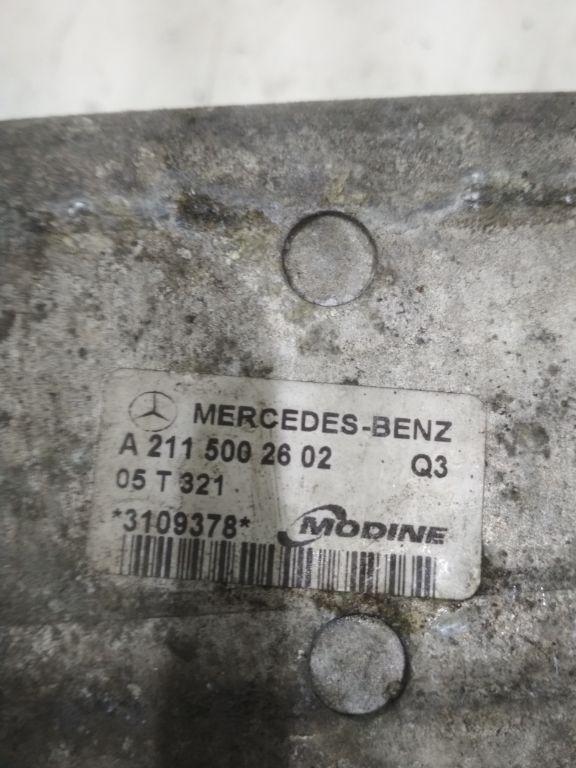 MERCEDES-BENZ
A 211 500 26 02 Q3
05 T 321
*3109378* MODINE